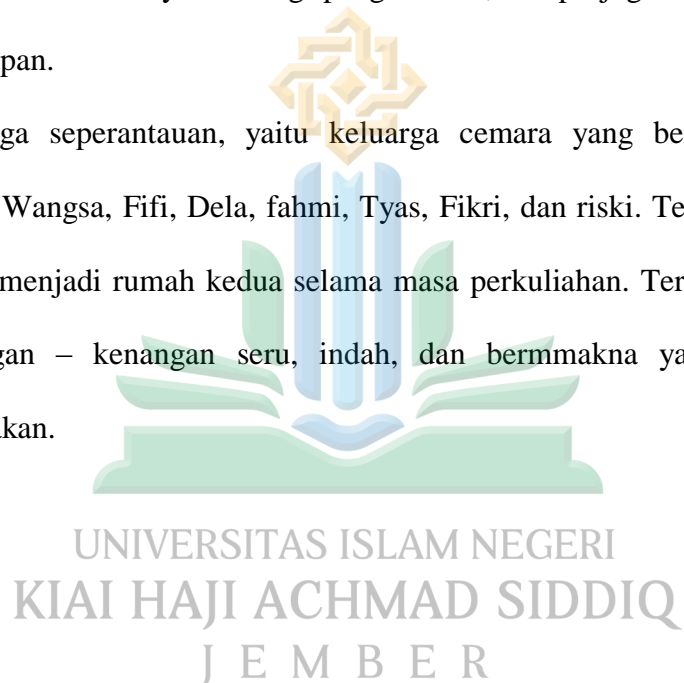 pan.
ga seperantauan, yaitu keluarga cemara yang be
Wangsa, Fifi, Dela, fahmi, Tyas, Fikri, dan riski. Te
menjadi rumah kedua selama masa perkuliahan. Ter
gan – kenangan seru, indah, dan bermmakna ya
akan.
UNIVERSITAS ISLAM NEGERI
KIAI HAJI ACHMAD SIDDIQ
J E M B E R